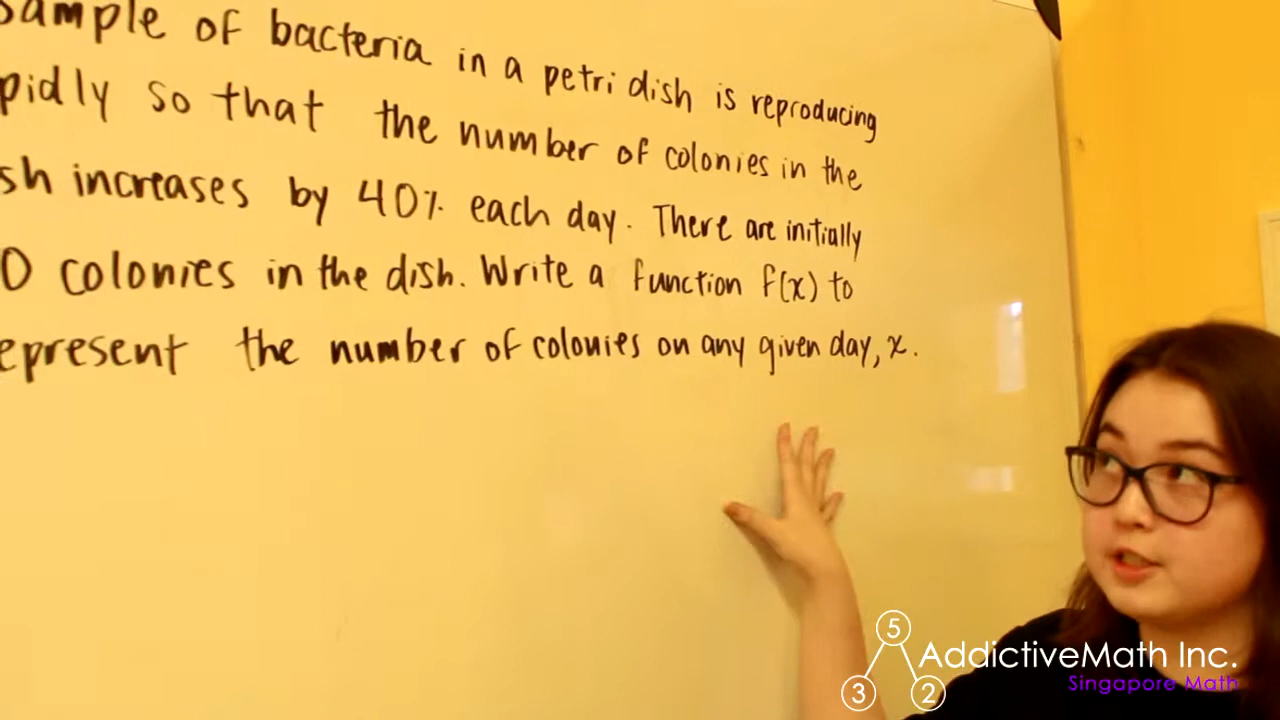 sample of bacteria in a petri dish is reproducing
pidly so that the number of colonies in the
sh increases by 40% each day. There are initially
0 colonies in the dish. Write a function f(x) to
epresent the number of colonies on any given day, x.
5
3 2
AddictiveMath Inc.
Singapore Math